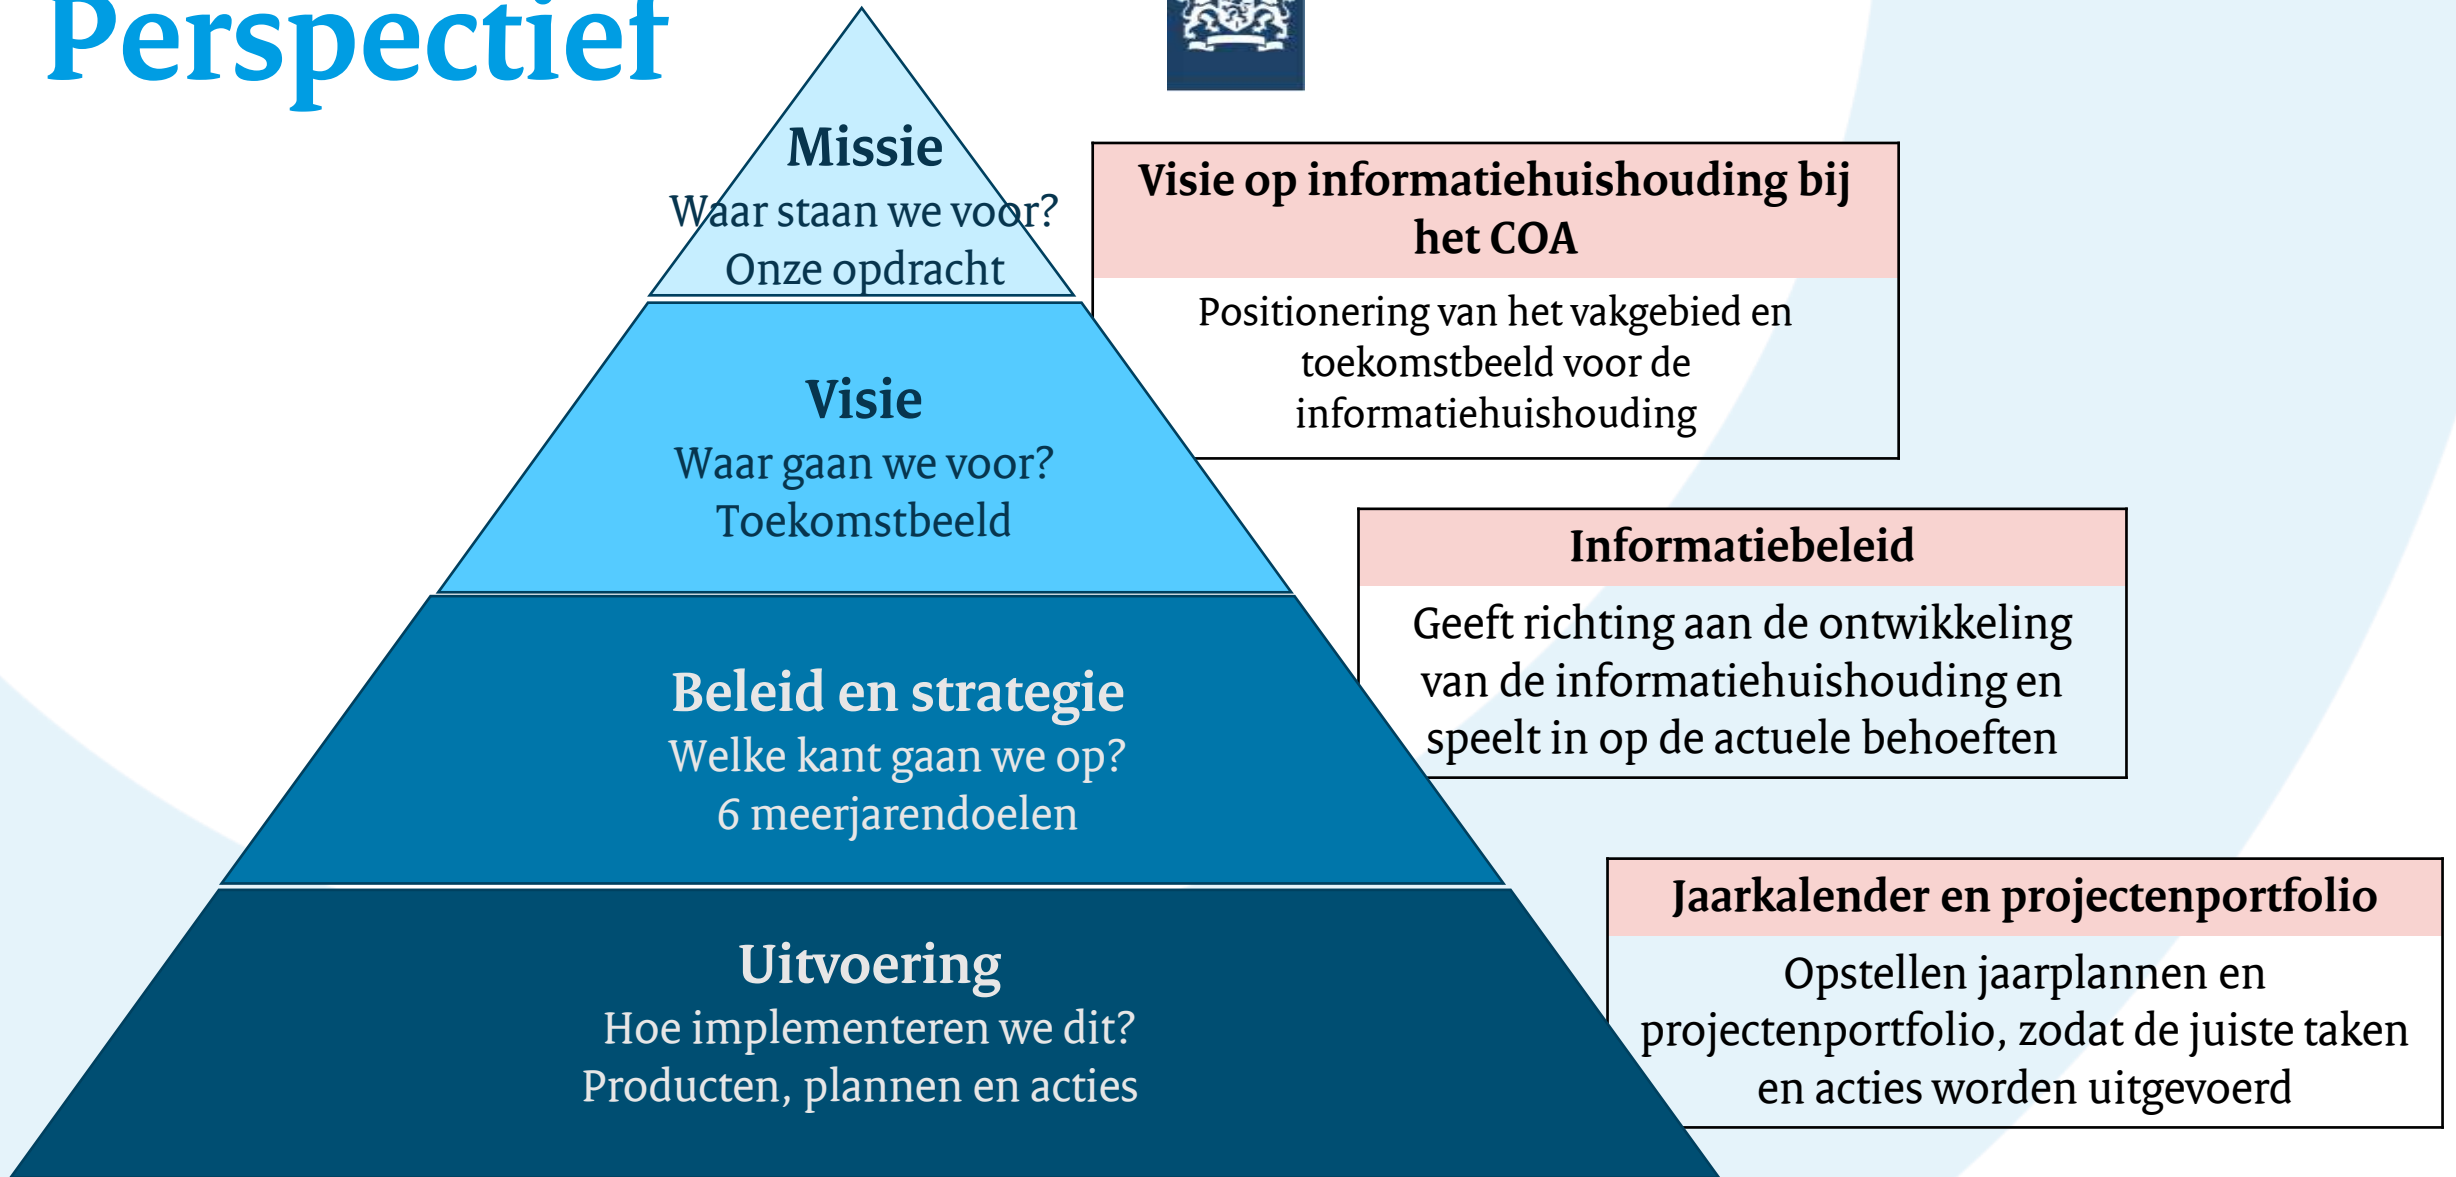 Perspectief
Missie
Waar staan we voor?
Onze opdracht
Visie
Waar gaan we voor?
Toekomstbeeld
Beleid en strategie
Welke kant gaan we op?
6 meerjarendoelen
Uitvoering
Hoe implementeren we dit?
Producten, plannen en acties
Visie op informatiehuishouding bij
het COA
Positionering van het vakgebied en
toekomstbeeld voor de
informatiehuishouding
Informatiebeleid
Geeft richting aan de ontwikkeling
van de informatiehuishouding en
speelt in op de actuele behoeften
Jaarkalender en projectenportfolio
Opstellen jaarplannen en
projectenportfolio, zodat de juiste taken
en acties worden uitgevoerd